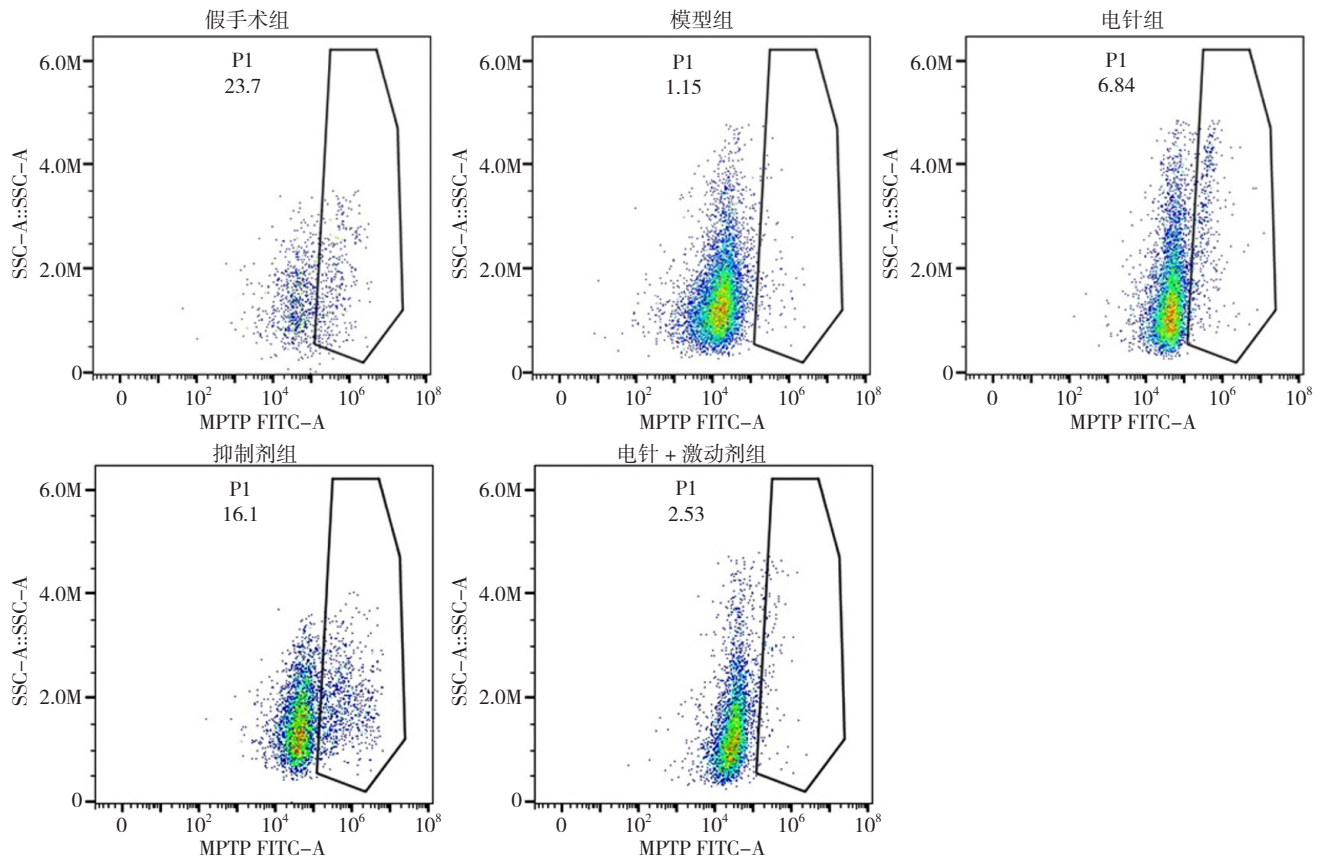 假手术组
P1
23.7
6.0M
4.0M
2.0M
0
SSC-A::SSC-A
0 10² 10⁴ 10⁶ 10⁸
MPTP FITC-A
模型组
P1
1.15
6.0M
4.0M
2.0M
0
SSC-A::SSC-A
0 10² 10⁴ 10⁶ 10⁸
MPTP FITC-A
电针组
P1
6.84
6.0M
4.0M
2.0M
0
SSC-A::SSC-A
0 10² 10⁴ 10⁶ 10⁸
MPTP FITC-A
抑制剂组
P1
16.1
6.0M
4.0M
2.0M
0
SSC-A::SSC-A
0 10² 10⁴ 10⁶ 10⁸
MPTP FITC-A
电针 + 激动剂组
P1
2.53
6.0M
4.0M
2.0M
0
SSC-A::SSC-A
0 10² 10⁴ 10⁶ 10⁸
MPTP FITC-A